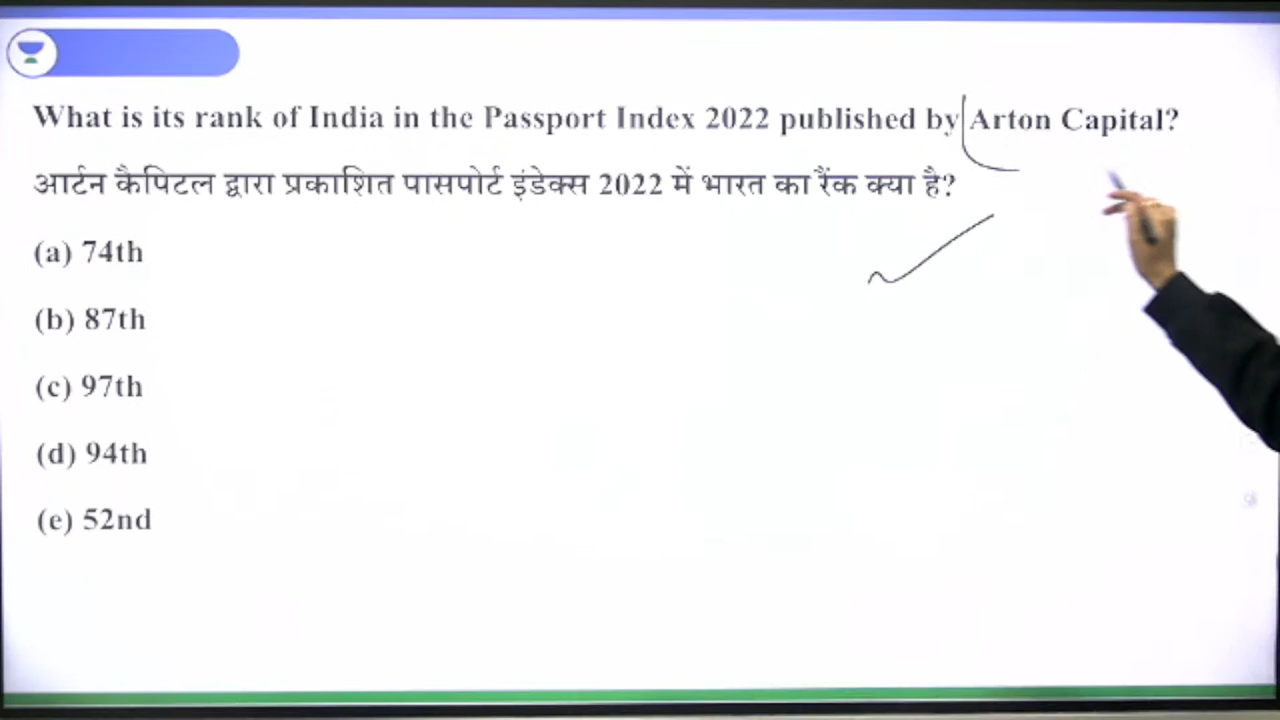 What is its rank of India in the Passport Index 2022 published by Arton Capital?
आर्टन कैपिटल द्वारा प्रकाशित पासपोर्ट इंडेक्स 2022 में भारत का रैंक क्या है?
(a) 74th
(b) 87th
(c) 97th
(d) 94th
(e) 52nd